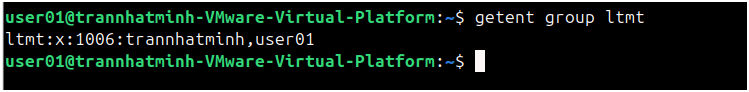 user01@trannhatminh-VMware-Virtual-Platform:~$ getent group ltmt
ltmt:x:1006:trannhatminh,user01
user01@trannhatminh-VMware-Virtual-Platform:~$